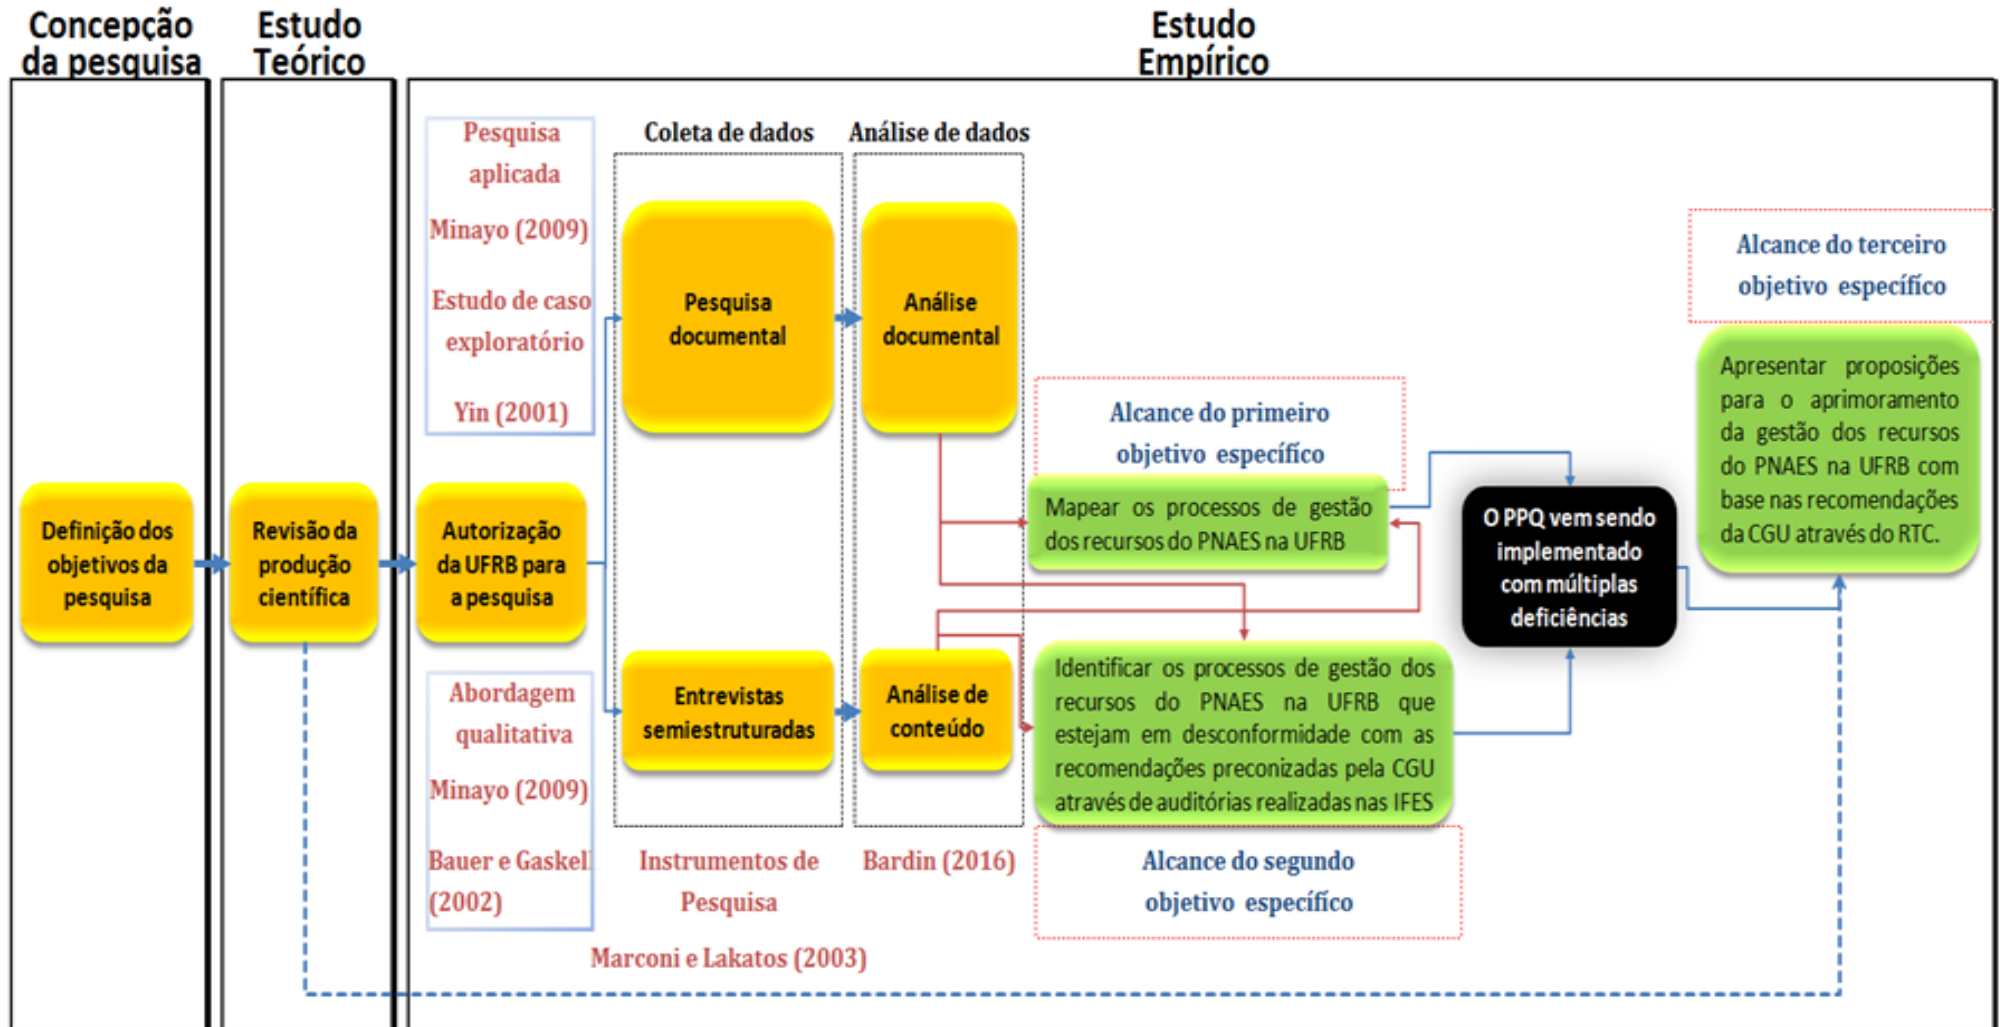 Concepção
da pesquisa
Estudo
Teórico
Estudo
Empírico
Definição dos
objetivos da
pesquisa
Revisão da
produção
científica
Pesquisa
aplicada
Minayo (2009)
Estudo de caso
exploratório
Yin (2001)
Autorização
da UFRB para
a pesquisa
Abordagem
qualitativa
Minayo (2009)
Bauer e Gaskell
(2002)
Coleta de dados
Pesquisa
documental
Entrevistas
semiestruturadas
Instrumentos de
Pesquisa
Marconi e Lakatos (2003)
Análise de dados
Análise
documental
Análise de
conteúdo
Bardin (2016)
Alcance do primeiro
objetivo específico
Mapear os processos de gestão
dos recursos do PNAES na UFRB
Identificar os processos de gestão dos
recursos do PNAES na UFRB que
estejam em desconformidade com as
recomendações preconizadas pela CGU
através de auditórias realizadas nas IFES
Alcance do segundo
objetivo específico
O PPQ vem sendo
implementado
com múltiplas
deficiências
Alcance do terceiro
objetivo específico
Apresentar proposições
para o aprimoramento
da gestão dos recursos
do PNAES na UFRB com
base nas recomendações
da CGU através do RTC.